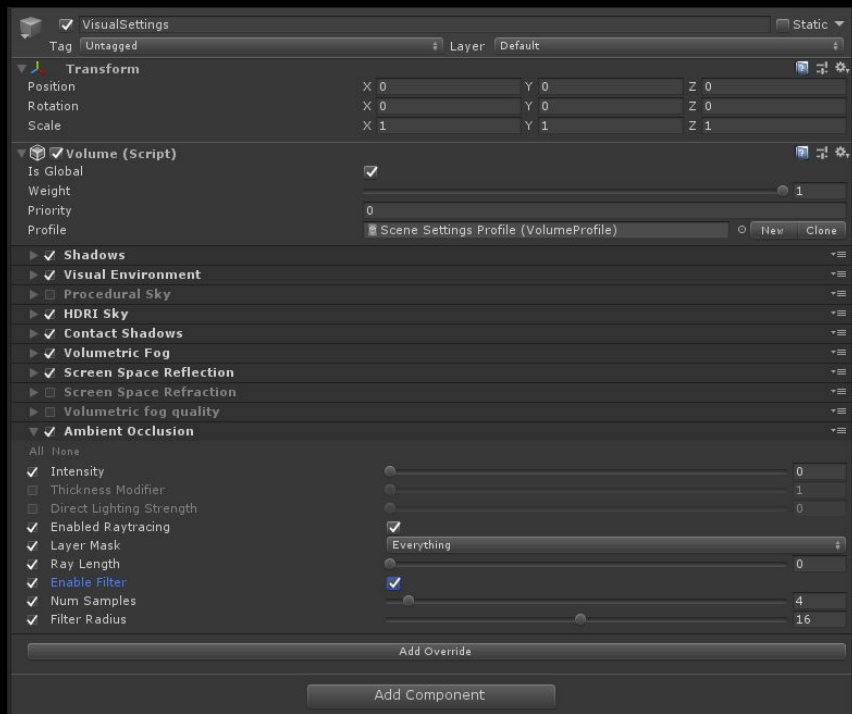 VisualSettings Static
Tag Untagged Layer Default
Transform
Position X 0 Y 0 Z 0
Rotation X 0 Y 0 Z 0
Scale X 1 Y 1 Z 1
Volume (Script)
Is Global
Weight 1
Priority 0
Profile Scene Settings Profile (VolumeProfile) New Clone
Shadows
Visual Environment
Procedural Sky
HDRI Sky
Contact Shadows
Volumetric Fog
Screen Space Reflection
Screen Space Refraction
Volumetric fog quality
Ambient Occlusion
All None
Intensity 0
Thickness Modifier 1
Direct Lighting Strength 0
Enabled Raytracing
Layer Mask Everything
Ray Length 0
Enable Filter
Num Samples 4
Filter Radius 16
Add Override
Add Component